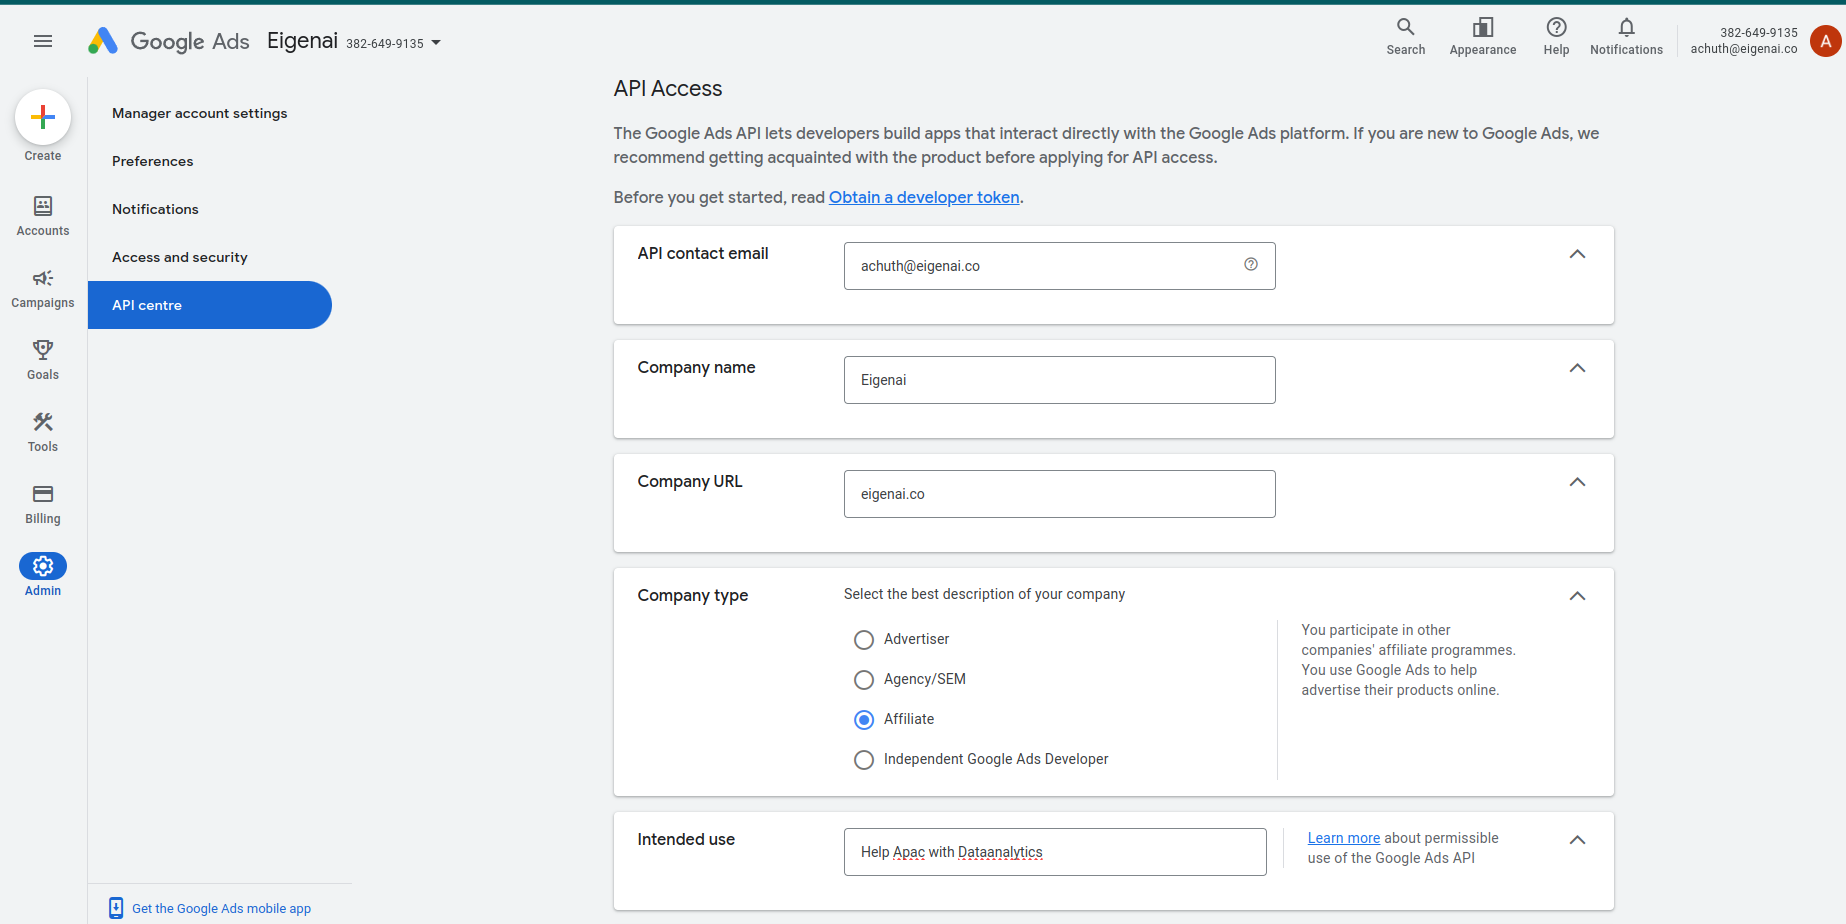 Google Ads Eigenai 382-649-9135
Search
Appearance
Help
Notifications
382-649-9135
achuth@eigenai.co
A
Create
Accounts
Campaigns
Goals
Tools
Billing
Admin
Manager account settings
Preferences
Notifications
Access and security
API centre
Get the Google Ads mobile app
API Access
The Google Ads API lets developers build apps that interact directly with the Google Ads platform. If you are new to Google Ads, we
recommend getting acquainted with the product before applying for API access.
Before you get started, read Obtain a developer token.
API contact email
achuth@eigenai.co
Company name
Eigenai
Company URL
eigenai.co
Company type
Select the best description of your company
Advertiser
Agency/SEM
Affiliate
Independent Google Ads Developer
You participate in other
companies' affiliate programmes.
You use Google Ads to help
advertise their products online.
Intended use
Help Apac with Dataanalytics
Learn more about permissible
use of the Google Ads API